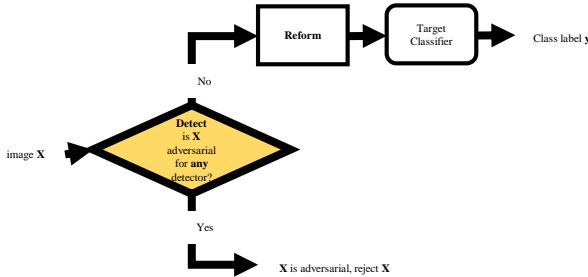 Reform
Target
Classifier
Class label y
No
Detect
is X
adversarial
for any
detector?
image X
Yes
X is adversarial, reject X